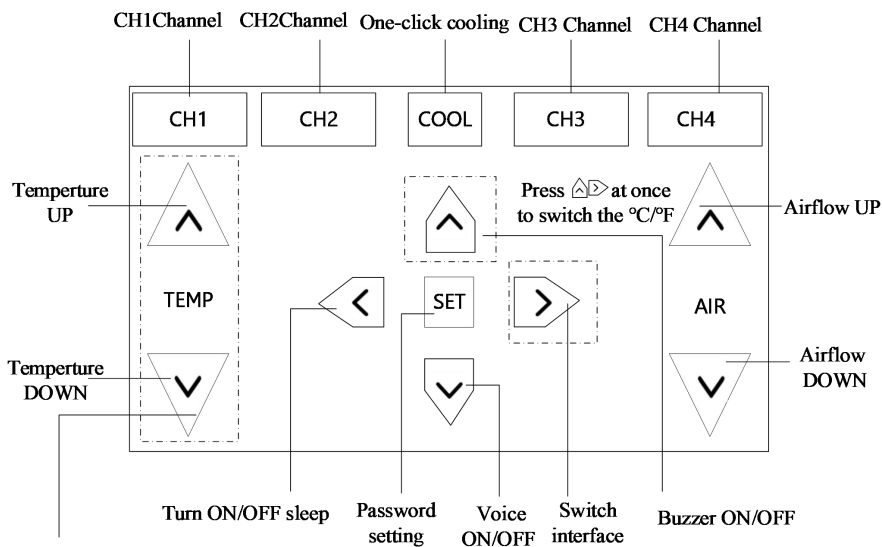 CH1Channel
CH2Channel
One-click cooling
CH3 Channel
CH4 Channel
CH1
CH2
COOL
CH3
CH4
Temperture
UP
Press at once
to switch the °C/°F
Airflow UP
TEMP
SET
AIR
Temperture
DOWN
Airflow
DOWN
Turn ON/OFF sleep
Password
setting
Voice
ON/OFF
Switch
interface
Buzzer ON/OFF